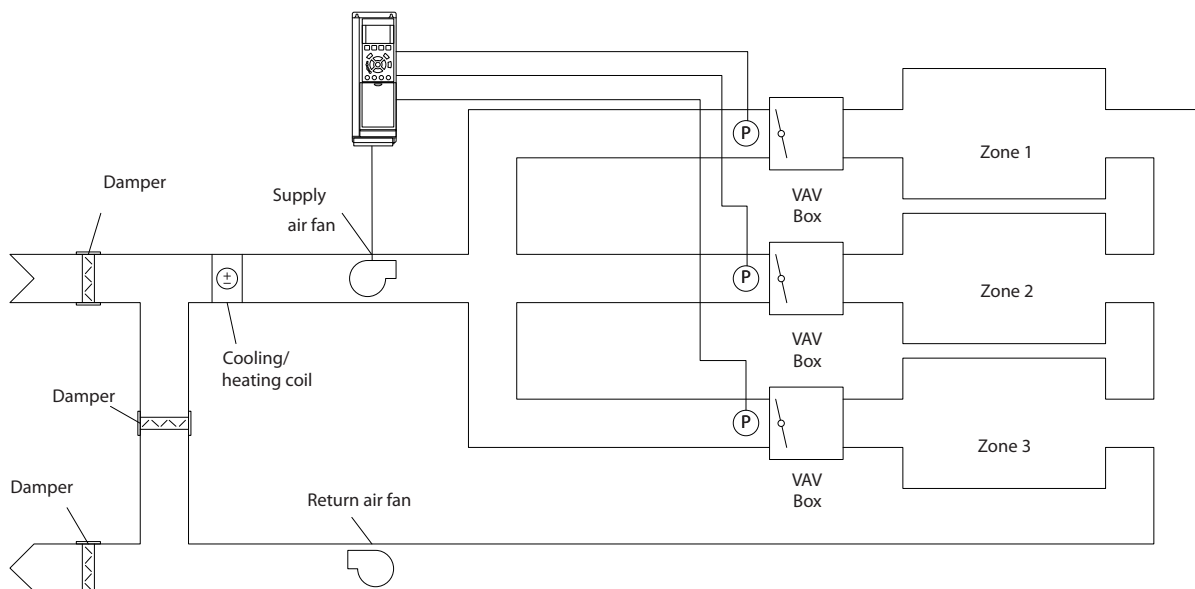 P
Zone 1
Damper
Supply
air fan
VAV
Box
P
Zone 2
±
Cooling/
heating coil
VAV
Box
Damper
P
Zone 3
Damper
Return air fan
VAV
Box